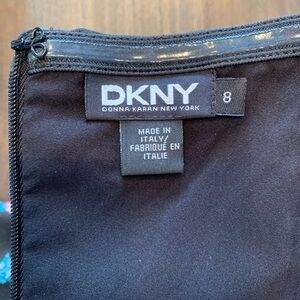 DKNY
DONNA KARAN NEW YORK
8
MADE IN
ITALY/
FABRIQUÉ EN
ITALIE